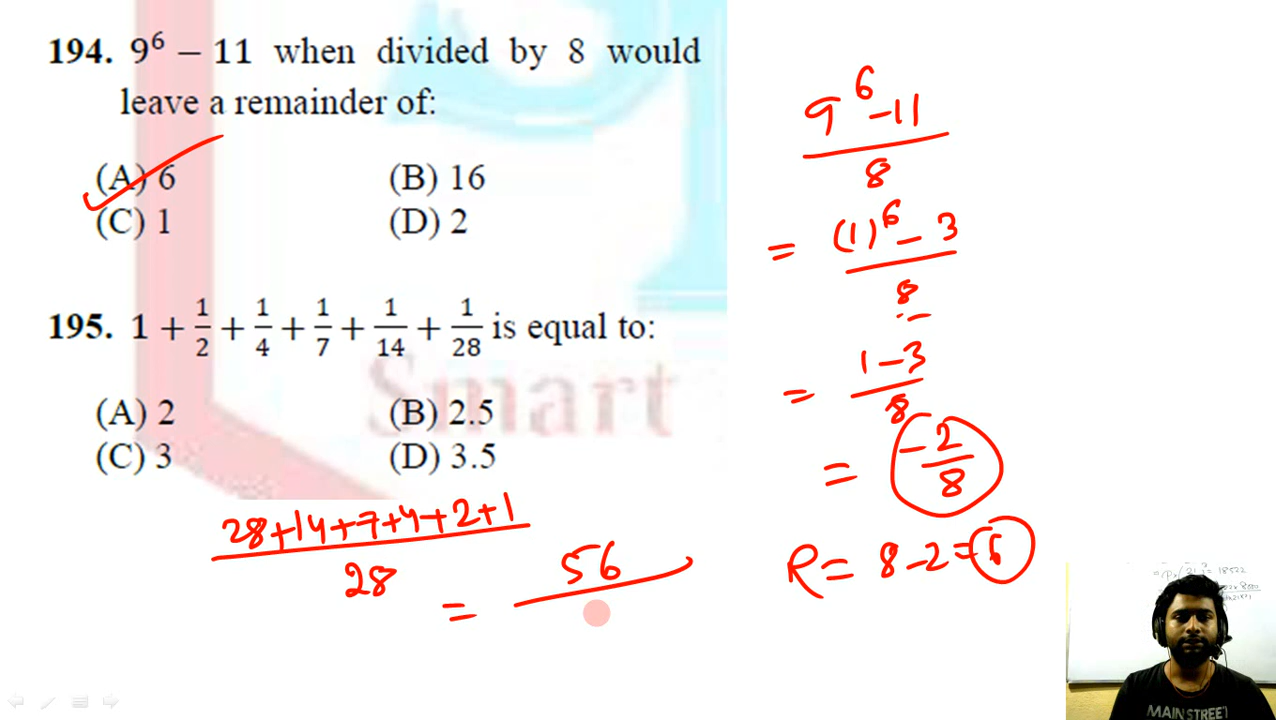 194. 9⁶ – 11 when divided by 8 would
leave a remainder of:
(A) 6 (B) 16
(C) 1 (D) 2
195. 1 + 1/2 + 1/4 + 1/7 + 1/14 + 1/28 is equal to:
(A) 2 (B) 2.5
(C) 3 (D) 3.5
Smart
28+14+7+4+2+1
28
= 56
9⁶-11
8
= (1)⁶ - 3
8
= 1-3
8
= -2
8
R = 8-2 = 6
MAIN STREET